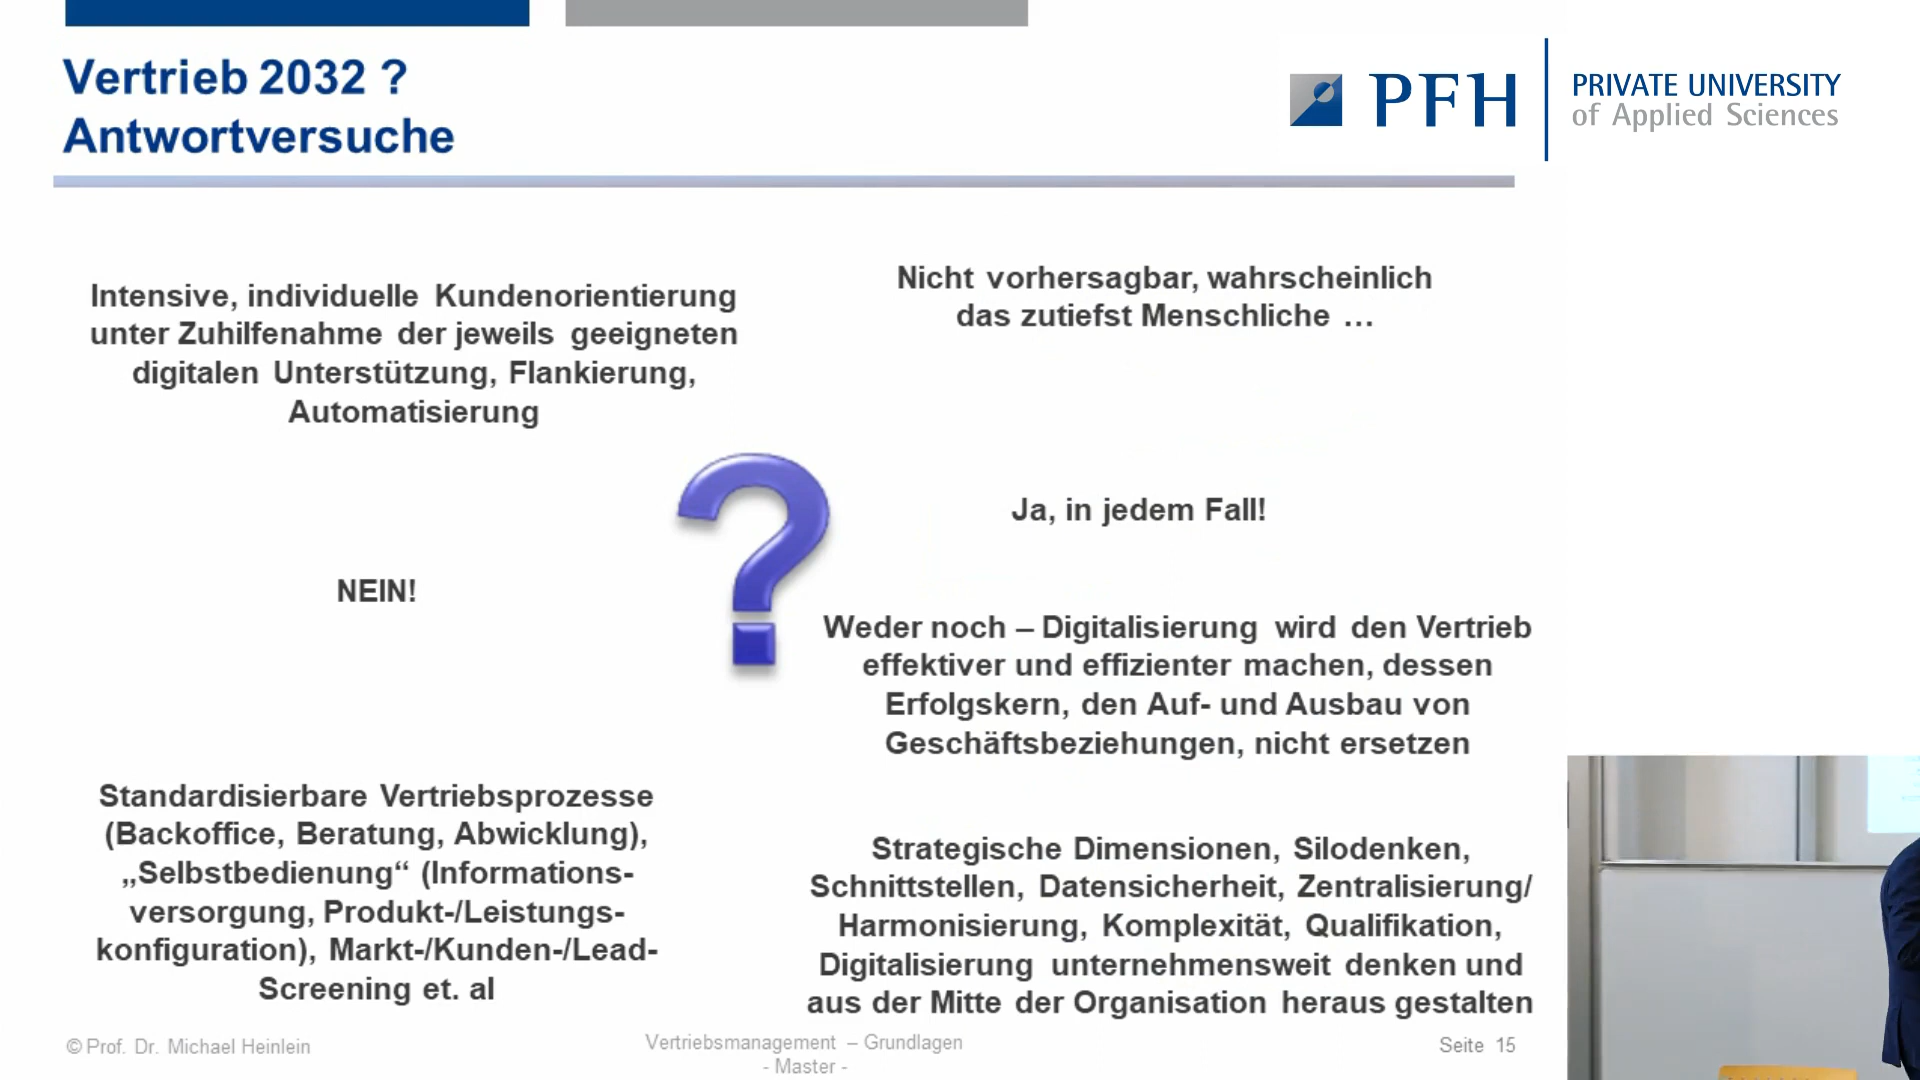 Vertrieb 2032 ?
Antwortversuche
PFH
PRIVATE UNIVERSITY
of Applied Sciences
Intensive, individuelle Kundenorientierung
unter Zuhilfenahme der jeweils geeigneten
digitalen Unterstützung, Flankierung,
Automatisierung
Nicht vorhersagbar, wahrscheinlich
das zutiefst Menschliche …
Ja, in jedem Fall!
NEIN!
Weder noch – Digitalisierung wird den Vertrieb
effektiver und effizienter machen, dessen
Erfolgskern, den Auf- und Ausbau von
Geschäftsbeziehungen, nicht ersetzen
Standardisierbare Vertriebsprozesse
(Backoffice, Beratung, Abwicklung),
„Selbstbedienung“ (Informations-
versorgung, Produkt-/Leistungs-
konfiguration), Markt-/Kunden-/Lead-
Screening et. al
Strategische Dimensionen, Silodenken,
Schnittstellen, Datensicherheit, Zentralisierung/
Harmonisierung, Komplexität, Qualifikation,
Digitalisierung unternehmensweit denken und
aus der Mitte der Organisation heraus gestalten
© Prof. Dr. Michael Heinlein
Vertriebsmanagement – Grundlagen
- Master -
Seite 15